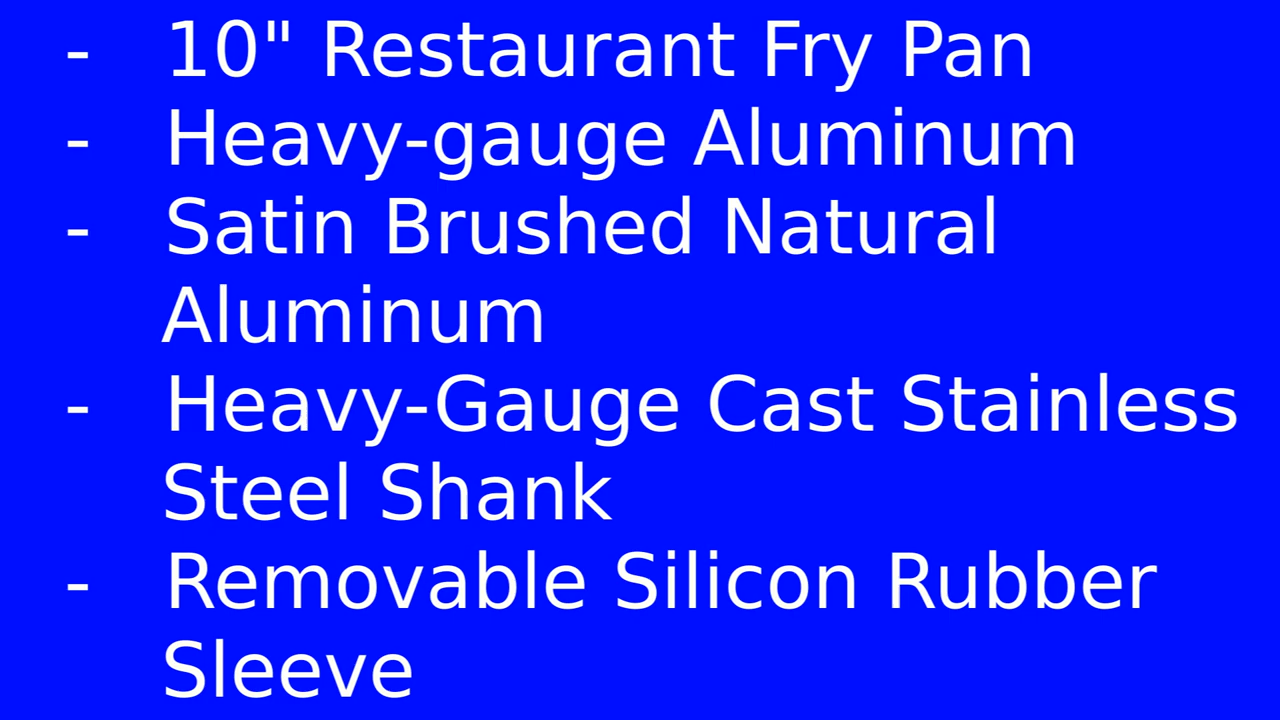 - 10" Restaurant Fry Pan
- Heavy-gauge Aluminum
- Satin Brushed Natural
Aluminum
- Heavy-Gauge Cast Stainless
Steel Shank
- Removable Silicon Rubber
Sleeve